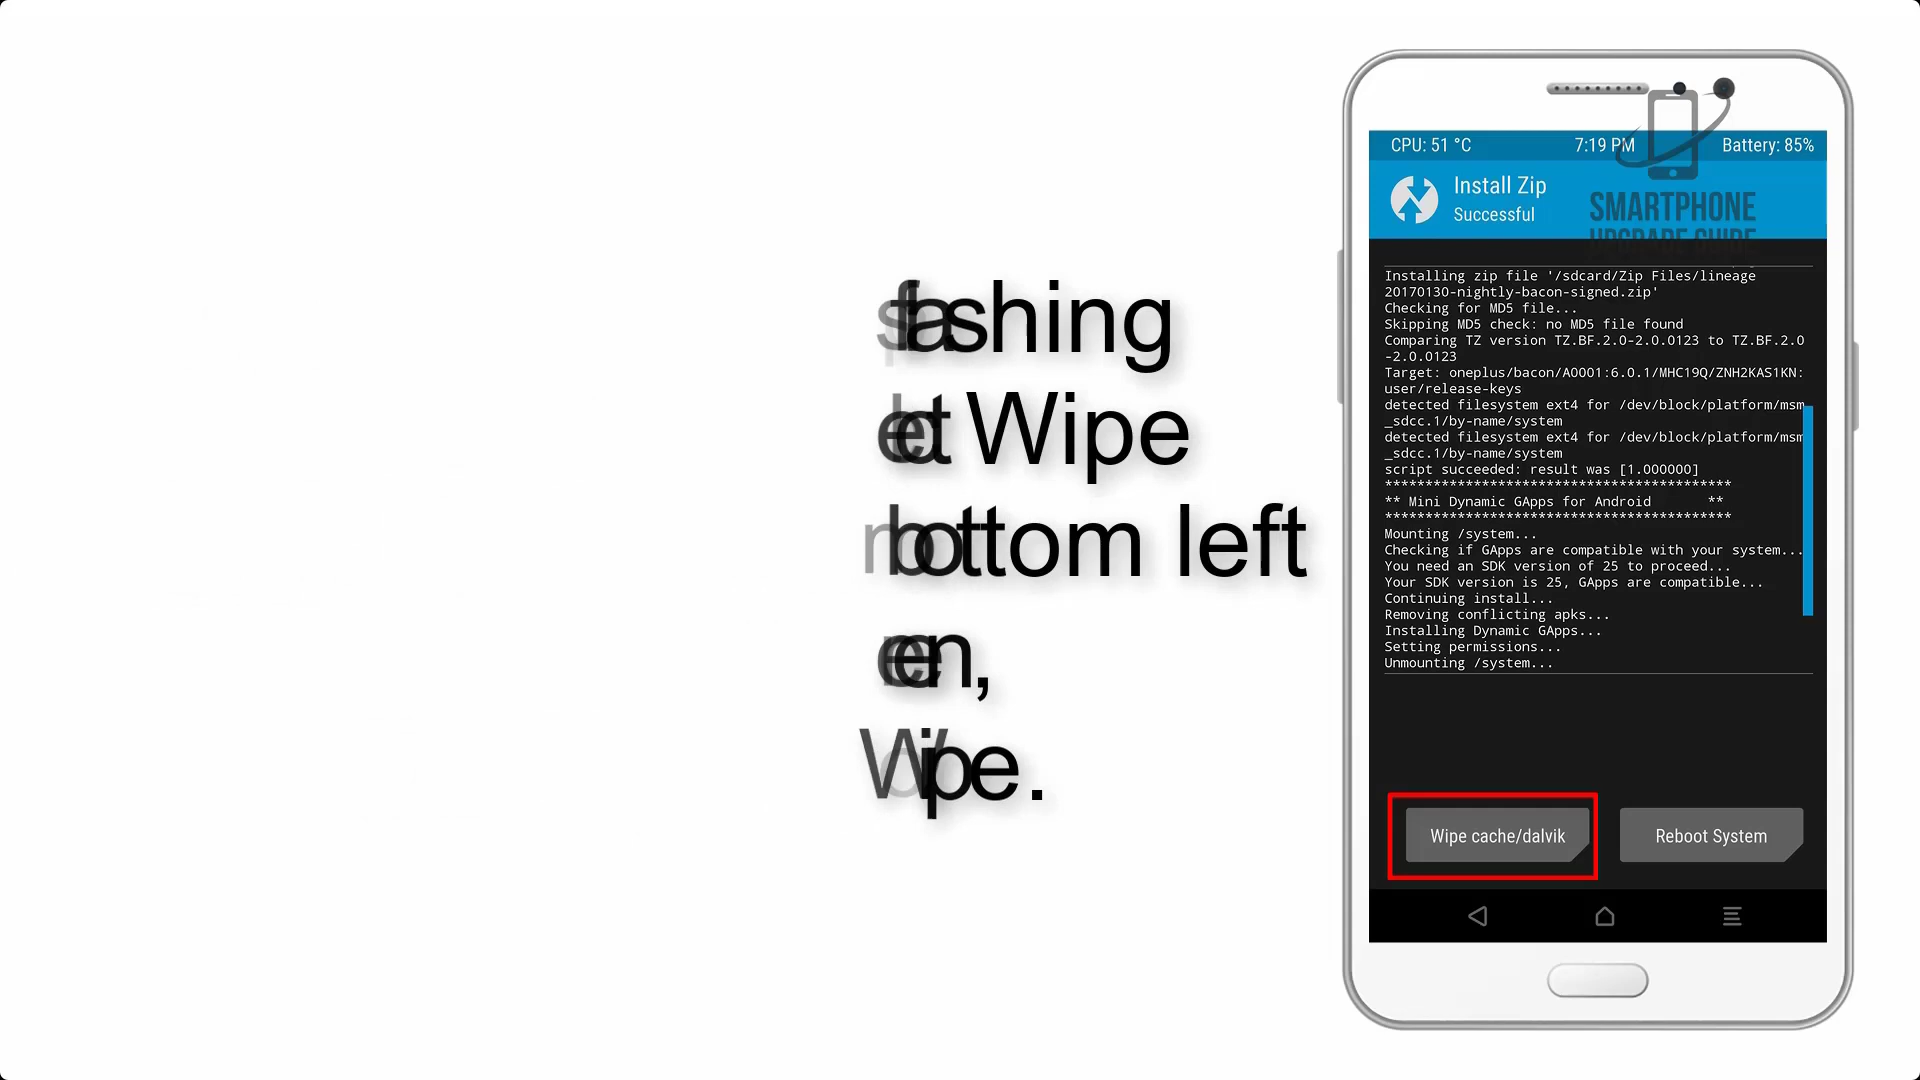 shing
Wipe
bottom left
en,
Wipe.
CPU: 51 °C
7:19 PM
Battery: 85%
Install Zip
Successful
SMARTPHONE
UPGRADE GUIDE
Installing zip file '/sdcard/Zip Files/lineage
20170130-nightly-bacon-signed.zip'
Checking for MD5 file...
Skipping MD5 check: no MD5 file found
Comparing TZ version TZ.BF.2.0-2.0.0123 to TZ.BF.2.0
-2.0.0123
Target: oneplus/bacon/A0001:6.0.1/MHC19Q/ZNH2KAS1KN:
user/release-keys
detected filesystem ext4 for /dev/block/platform/msm
_sdcc.1/by-name/system
detected filesystem ext4 for /dev/block/platform/msm
_sdcc.1/by-name/system
script succeeded: result was [1.000000]
*******************************************
** Mini Dynamic GApps for Android **
*******************************************
Mounting /system...
Checking if GApps are compatible with your system...
You need an SDK version of 25 to proceed...
Your SDK version is 25, GApps are compatible...
Continuing install...
Removing conflicting apks...
Installing Dynamic GApps...
Setting permissions...
Unmounting /system...
Wipe cache/dalvik
Reboot System